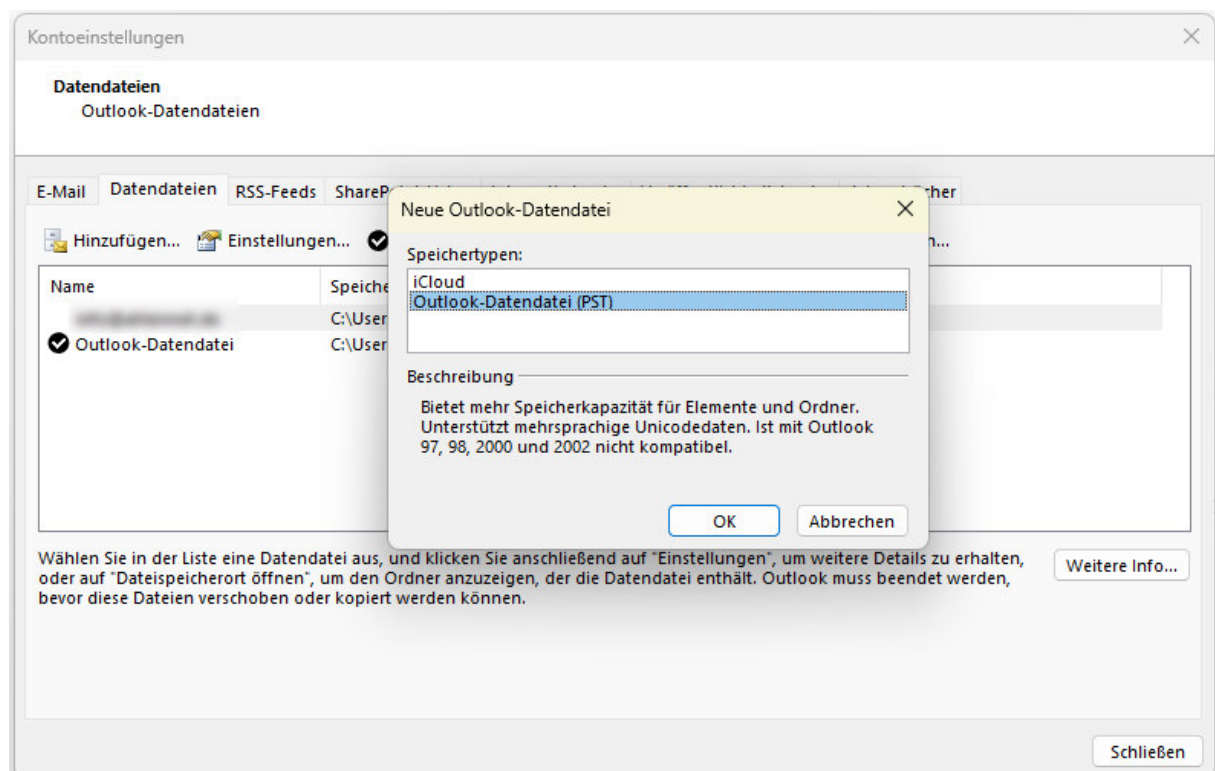 Kontoeinstellungen
Datendateien
Outlook-Datendateien
E-Mail Datendateien RSS-Feeds
Neue Outlook-Datendatei
Hinzufügen... Einstellungen...
Speichertypen:
iCloud
Outlook-Datendatei (PST)
Name Speiche
C:\User
Outlook-Datendatei C:\User
Beschreibung
Bietet mehr Speicherkapazität für Elemente und Ordner.
Unterstützt mehrsprachige Unicodedaten. Ist mit Outlook
97, 98, 2000 und 2002 nicht kompatibel.
OK Abbrechen
Wählen Sie in der Liste eine Datendatei aus, und klicken Sie anschließend auf "Einstellungen", um weitere Details zu erhalten,
oder auf "Dateispeicherort öffnen", um den Ordner anzuzeigen, der die Datendatei enthält. Outlook muss beendet werden,
bevor diese Dateien verschoben oder kopiert werden können.
Weitere Info...
Schließen